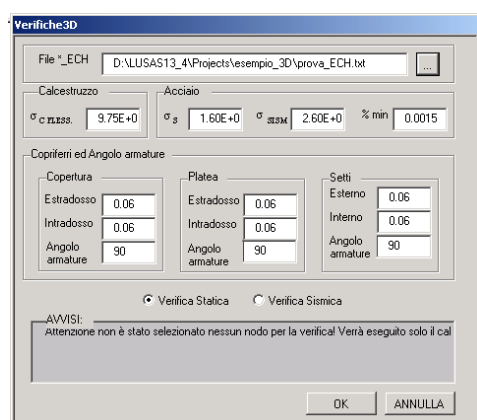 Verifiche3D
File *_ECH D:\LUSAS13_4\Projects\esempio_3D\prova_ECH.txt ...
Calcestruzzo
σ C FLESS. 9.75E+0
Acciaio
σ S 1.60E+0 σ SISM 2.60E+0 % min 0.0015
Copriferri ed Angolo armature
Copertura
Estradosso 0.06
Intradosso 0.06
Angolo armature 90
Platea
Estradosso 0.06
Intradosso 0.06
Angolo armature 90
Setti
Esterno 0.06
Interno 0.06
Angolo armature 90
Verifica Statica Verifica Sismica
AVVISI:
Attenzione non è stato selezionato nessun nodo per la verifica! Verrà eseguito solo il cal
OK ANNULLA